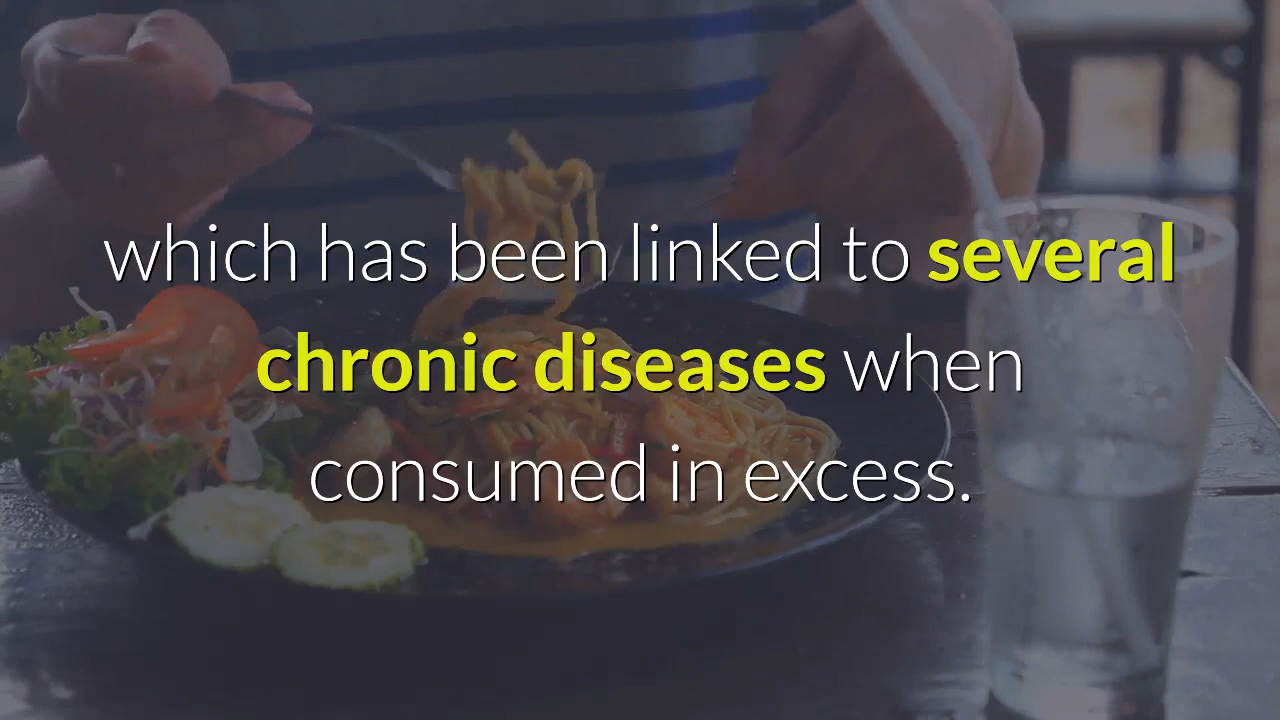 which has been linked to several
chronic diseases when
consumed in excess.